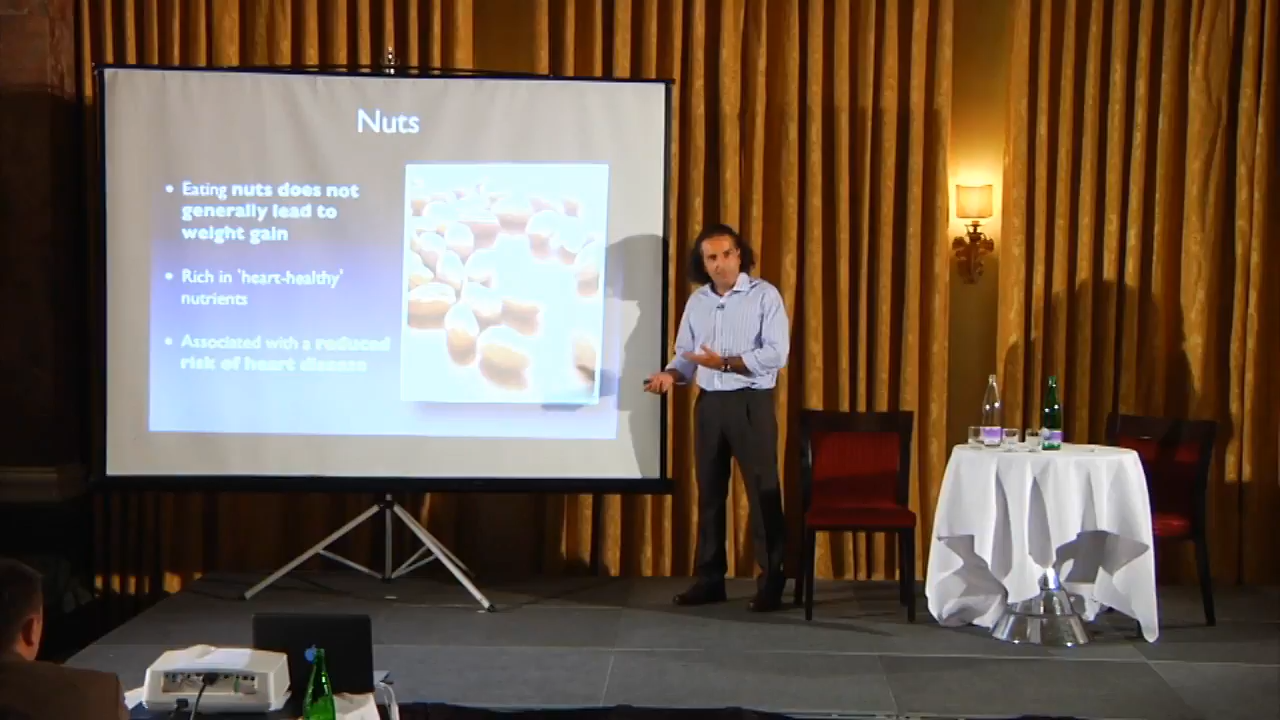 Nuts
• Eating nuts does not
generally lead to
weight gain
• Rich in 'heart-healthy'
nutrients
• Associated with a reduced
risk of heart disease